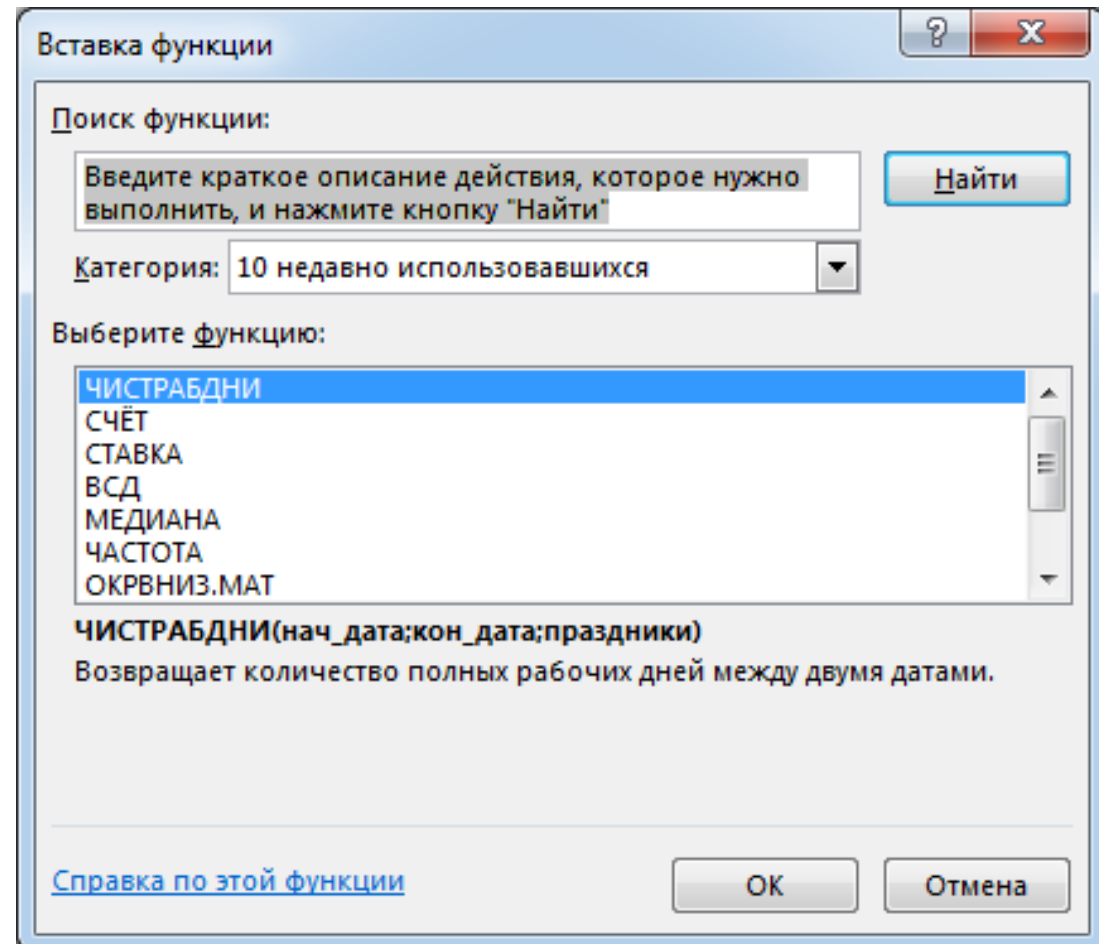 Вставка функции
?
Поиск функции:
Введите краткое описание действия, которое нужно
выполнить, и нажмите кнопку "Найти"
Найти
Категория: 10 недавно использовавшихся
Выберите функцию:
ЧИСТРАБДНИ
СЧЁТ
СТАВКА
ВСД
МЕДИАНА
ЧАСТОТА
ОКРВНИЗ.МАТ
ЧИСТРАБДНИ(нач_дата;кон_дата;праздники)
Возвращает количество полных рабочих дней между двумя датами.
Справка по этой функции
ОК
Отмена